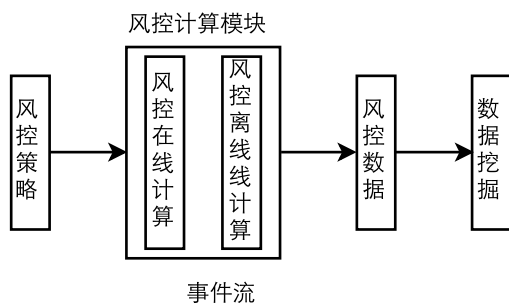 风控计算模块
风控策略
风控在线计算
风控离线线计算
风控数据
数据挖掘
事件流